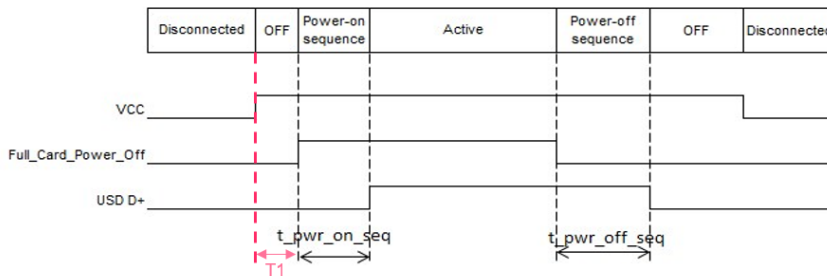 Disconnected
OFF
Power-on
sequence
Active
Power-off
sequence
OFF
Disconnected
VCC
Full_Card_Power_Off
USD D+
t_pwr_on_seq
t_pwr_off_seq
T1